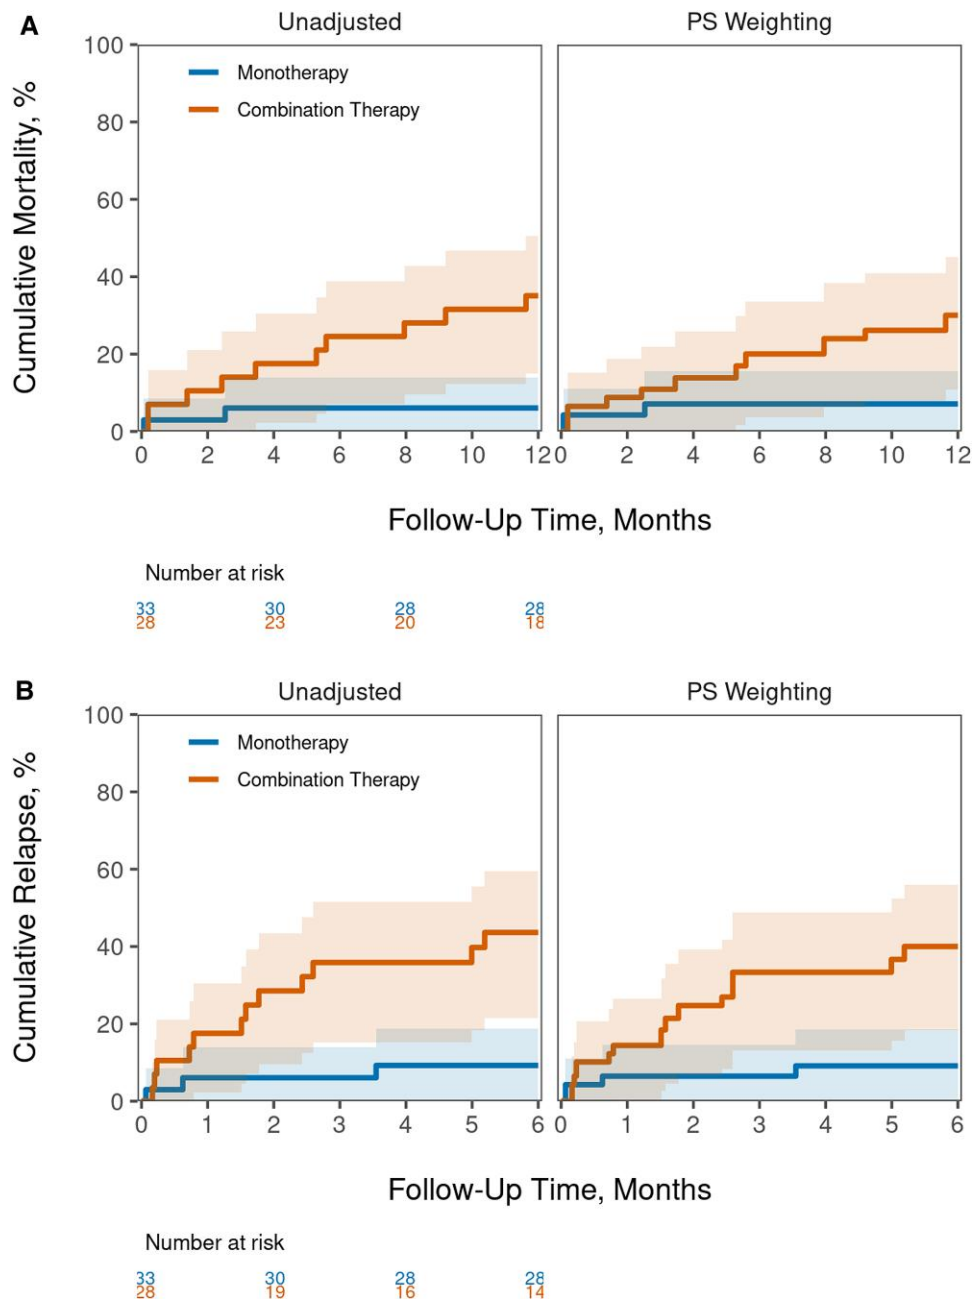 A
Unadjusted PS Weighting
Cumulative Mortality, %
100
80
60
40
20
0
Monotherapy
Combination Therapy
0 2 4 6 8 10 12 0 2 4 6 8 10 12
Follow-Up Time, Months
Number at risk
33 30 28 28
28 23 20 18
B
Unadjusted PS Weighting
Cumulative Relapse, %
100
80
60
40
20
0
Monotherapy
Combination Therapy
0 1 2 3 4 5 6 0 1 2 3 4 5 6
Follow-Up Time, Months
Number at risk
33 30 28 28
28 19 16 14